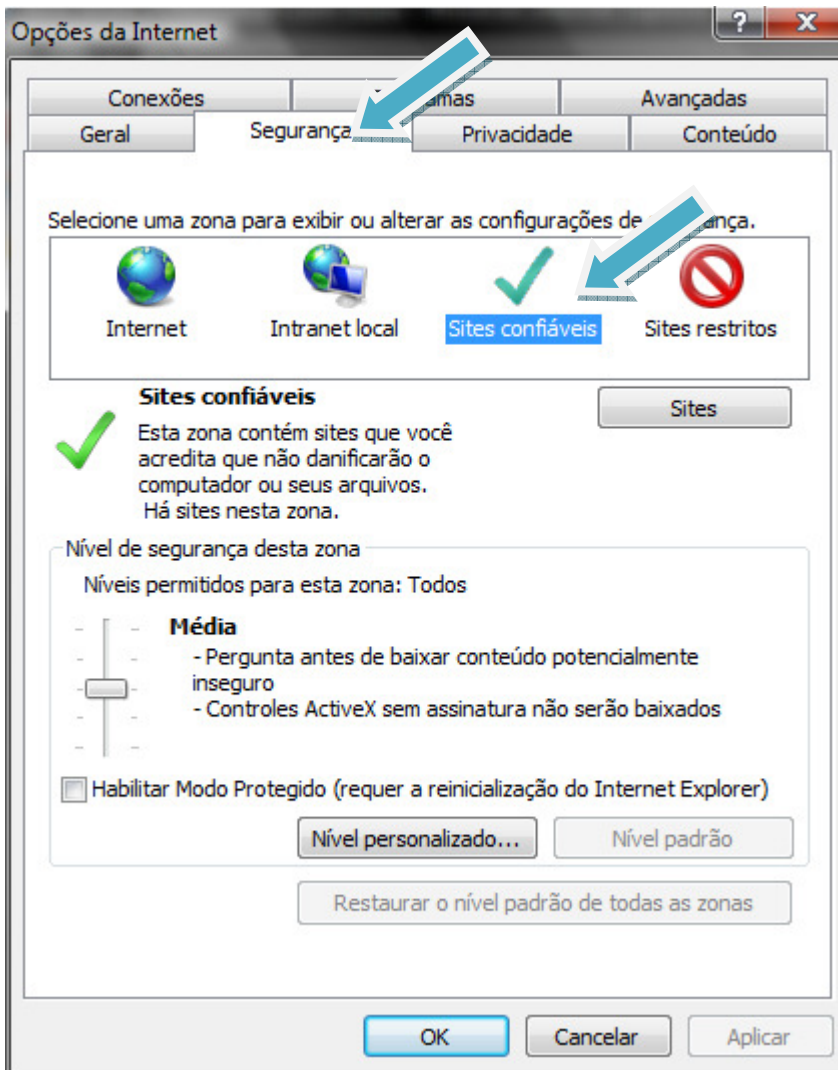 Opções da Internet
Conexões
Avançadas
Geral
Segurança
Privacidade
Conteúdo
Selecione uma zona para exibir ou alterar as configurações de
Internet
Intranet local
Sites confiáveis
Sites restritos
Sites confiáveis
Sites
Esta zona contém sites que você
acredita que não danificarão o
computador ou seus arquivos.
Há sites nesta zona.
Nível de segurança desta zona
Níveis permitidos para esta zona: Todos
Média
- Pergunta antes de baixar conteúdo potencialmente
inseguro
- Controles ActiveX sem assinatura não serão baixados
Habilitar Modo Protegido (requer a reinicialização do Internet Explorer)
Nível personalizado...
Nível padrão
Restaurar o nível padrão de todas as zonas
OK
Cancelar
Aplicar